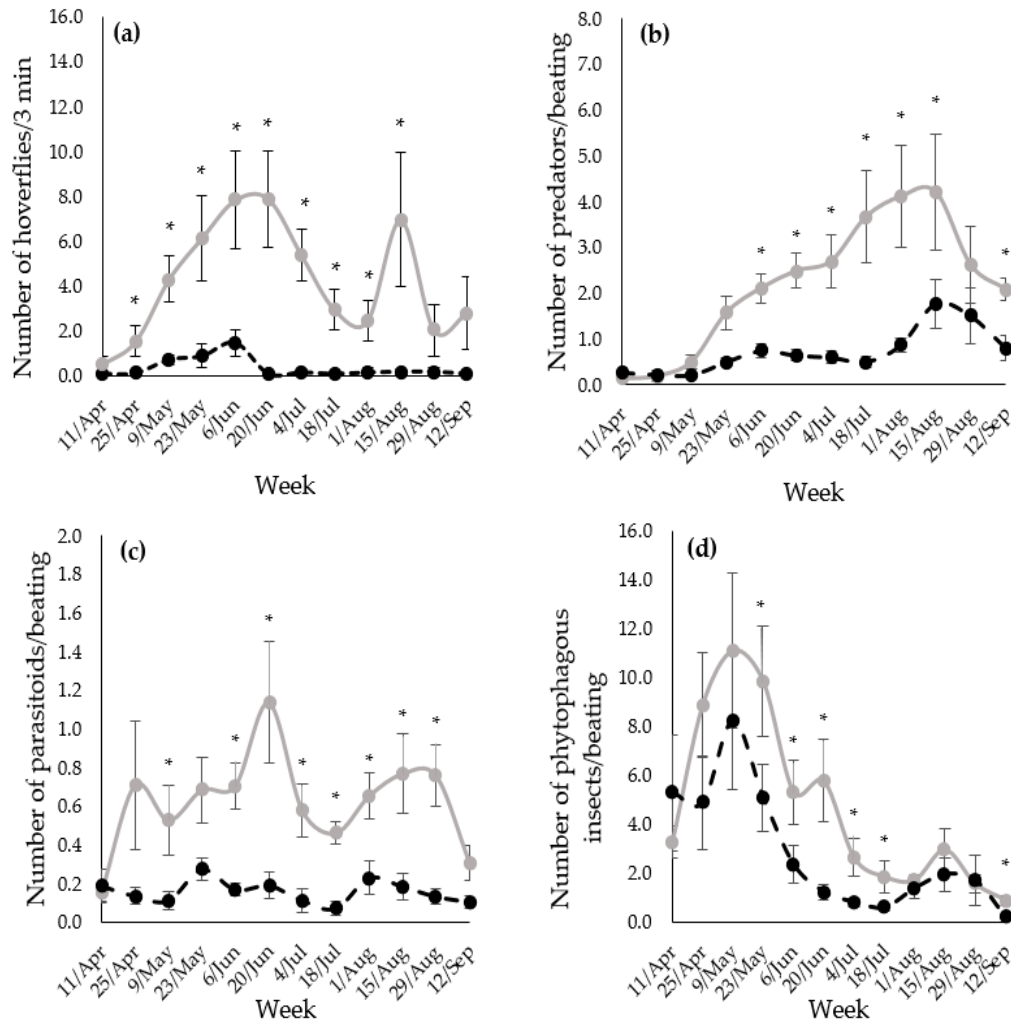 (a)
Number of hoverflies/3 min
16.0
14.0
12.0
10.0
8.0
6.0
4.0
2.0
0.0
* * * * * * * * *
11/Apr
25/Apr
9/May
23/May
6/Jun
20/Jun
4/Jul
18/Jul
1/Aug
15/Aug
29/Aug
12/Sep
Week
(b)
Number of predators/beating
8.0
7.0
6.0
5.0
4.0
3.0
2.0
1.0
0.0
* * * * * * *
11/Apr
25/Apr
9/May
23/May
6/Jun
20/Jun
4/Jul
18/Jul
1/Aug
15/Aug
29/Aug
12/Sep
Week
(c)
Number of parasitoids/beating
2.0
1.8
1.6
1.4
1.2
1.0
0.8
0.6
0.4
0.2
0.0
* * * * * * * *
11/Apr
25/Apr
9/May
23/May
6/Jun
20/Jun
4/Jul
18/Jul
1/Aug
15/Aug
29/Aug
12/Sep
Week
(d)
Number of phytophagous
insects/beating
16.0
14.0
12.0
10.0
8.0
6.0
4.0
2.0
0.0
* * * * * *
11/Apr
25/Apr
9/May
23/May
6/Jun
20/Jun
4/Jul
18/Jul
1/Aug
15/Aug
29/Aug
12/Sep
Week